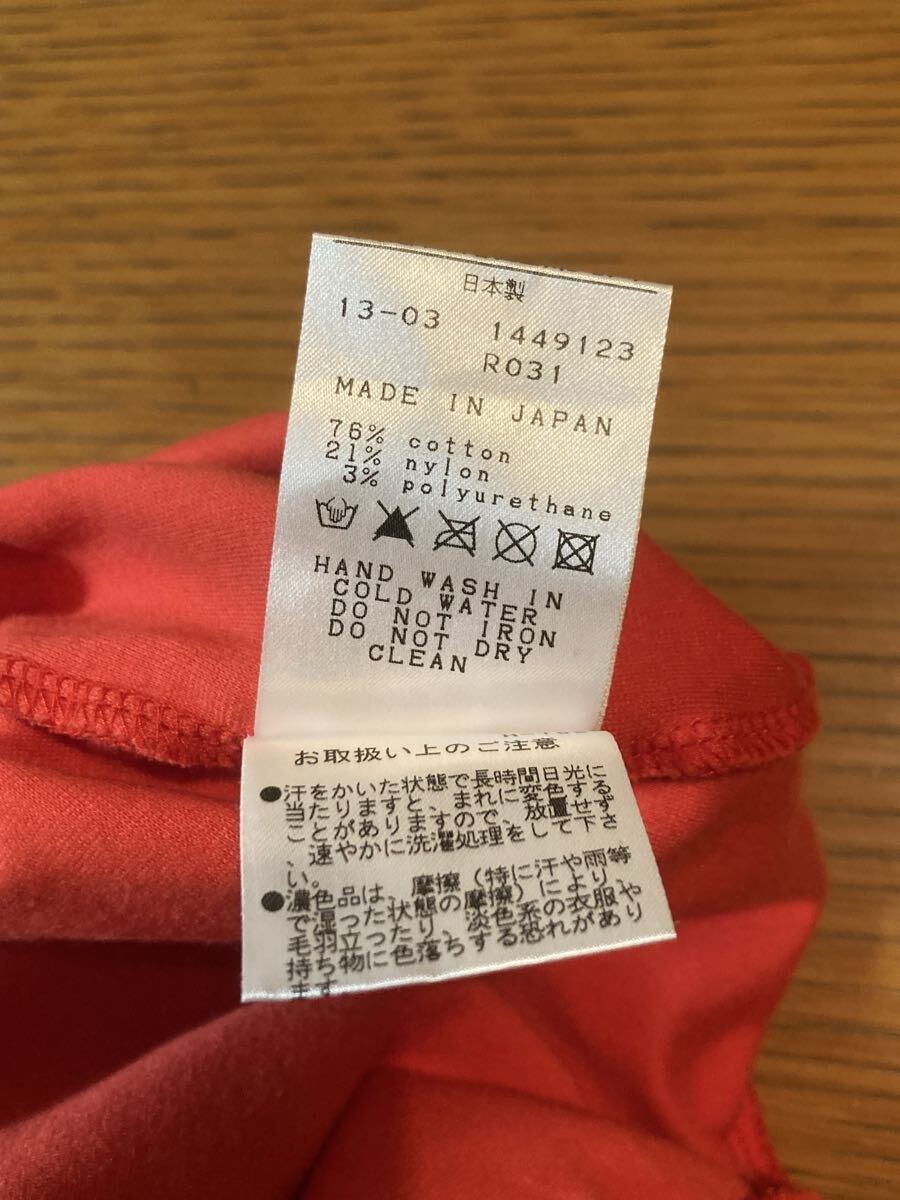 日本製
13-03 1449123
R031
MADE IN JAPAN
76% cotton
21% nylon
3% polyurethane
HAND WASH IN
COLD WATER
DO NOT IRON
DO NOT DRY
CLEAN
お取扱い上のご注意
●汗をかいた状態で長時間日光に
当たりますと、まれに変色する
ことがありますので、放置せず
、速やかに洗濯処理をして下さ
い。
●濃色品は、摩擦(特に汗や雨等
で湿った状態の摩擦)により、
毛羽立ったり、淡色系の衣服や
持ち物に色落ちする恐れがあり
ます